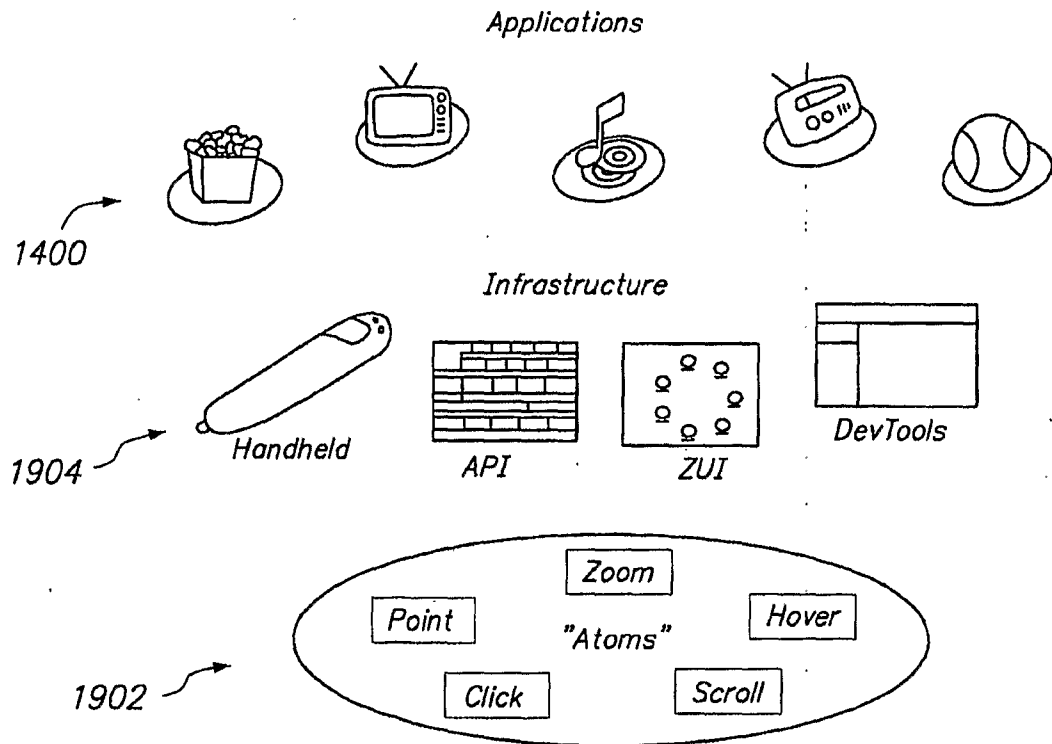 Applications
1400
Infrastructure
1904
Handheld
API
ZUI
DevTools
Zoom
Point
"Atoms"
Hover
1902
Click
Scroll